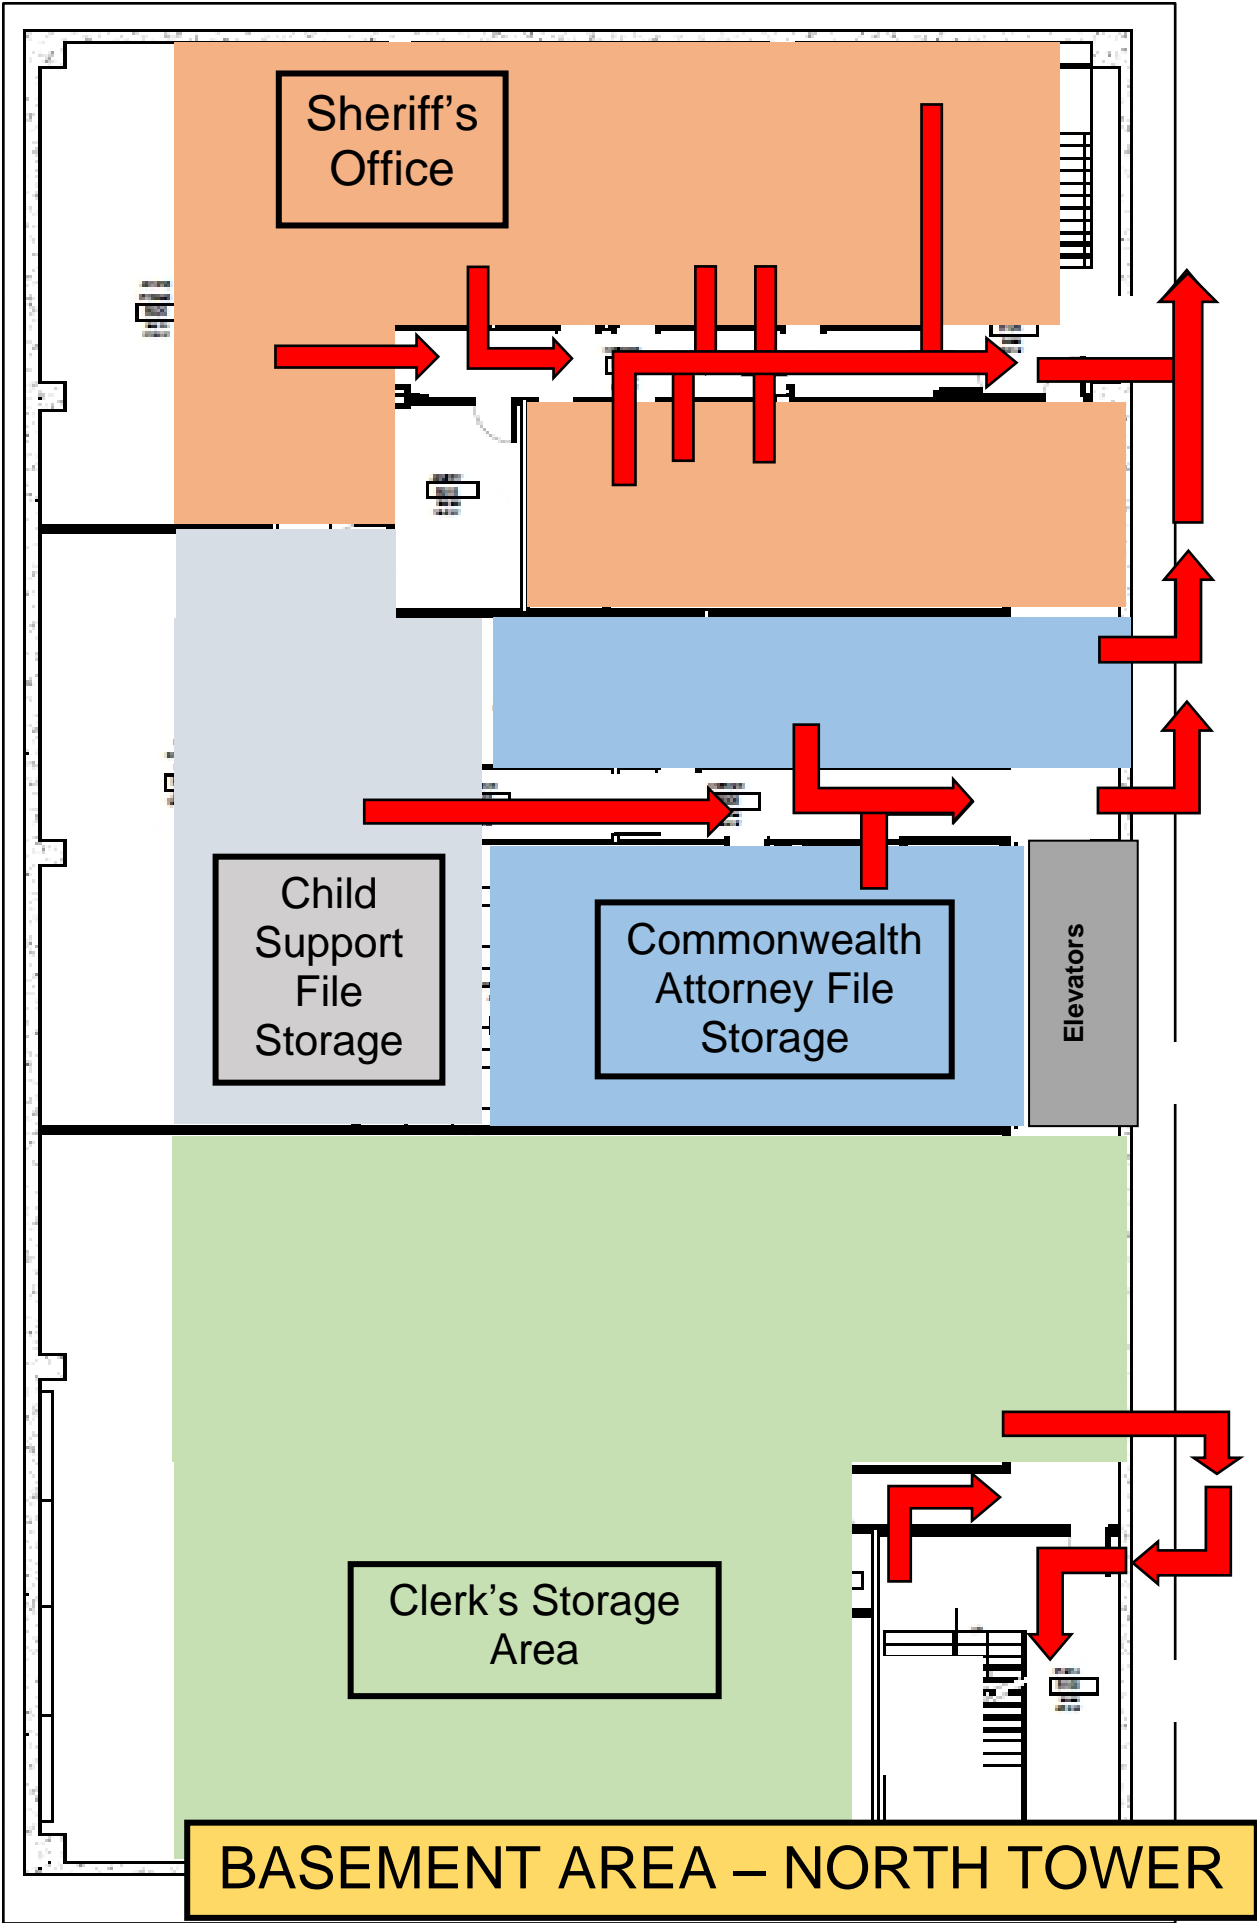 Sheriff’s
Office
Child
Support
File
Storage
Commonwealth
Attorney File
Storage
Elevators
Clerk’s Storage
Area
BASEMENT AREA – NORTH TOWER